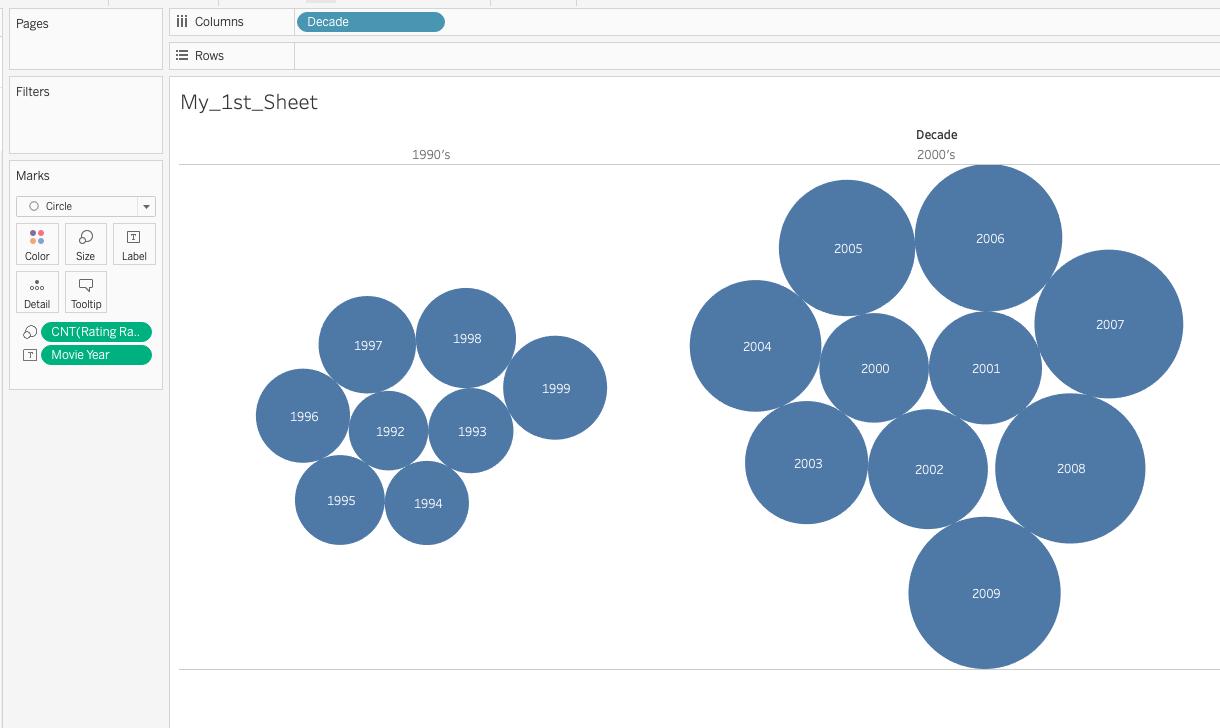 Pages
Columns
Decade
Rows
Filters
My_1st_Sheet
Decade
1990's
2000's
Marks
Circle
Color
Size
Label
Detail
Tooltip
CNT(Rating Ra..
Movie Year
1997
1998
1999
1996
1992
1993
1995
1994
2005
2006
2007
2004
2000
2001
2003
2002
2008
2009